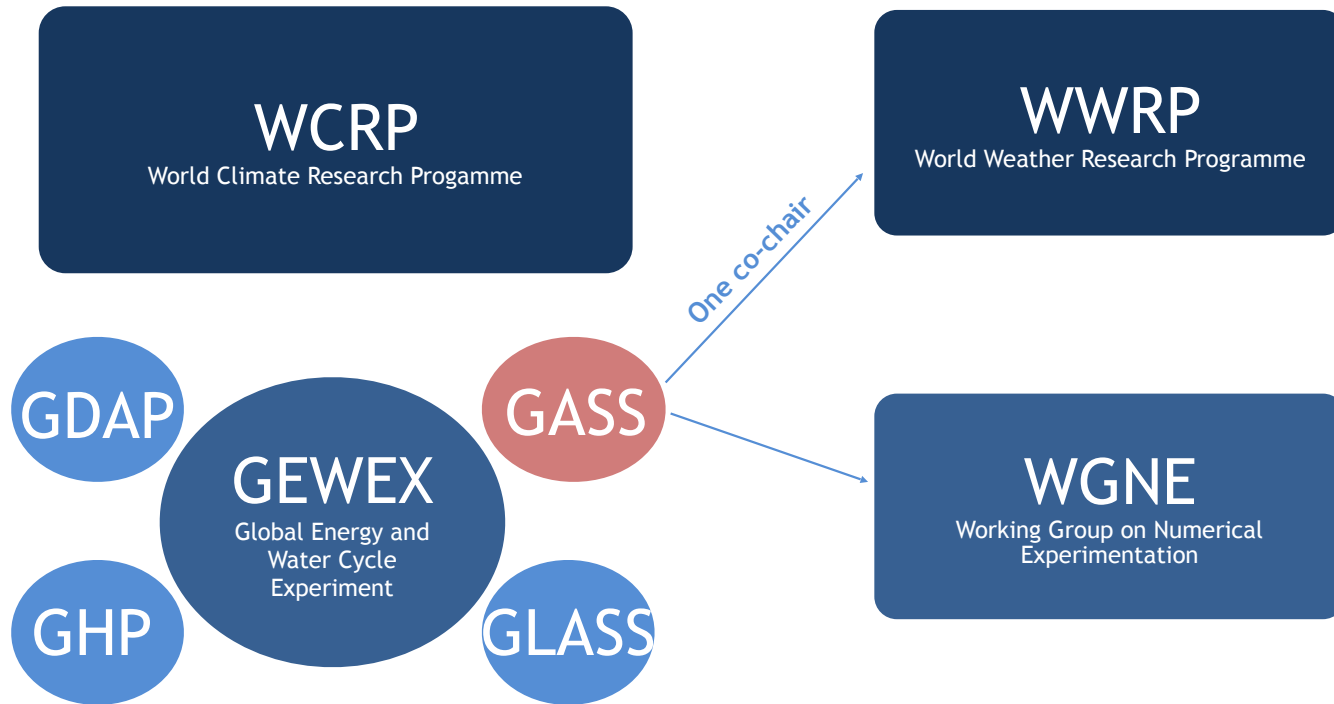 WCRP
World Climate Research Progamme
WWRP
World Weather Research Programme
One co-chair
GDAP
GASS
GEWEX
Global Energy and
Water Cycle
Experiment
WGNE
Working Group on Numerical
Experimentation
GHP
GLASS